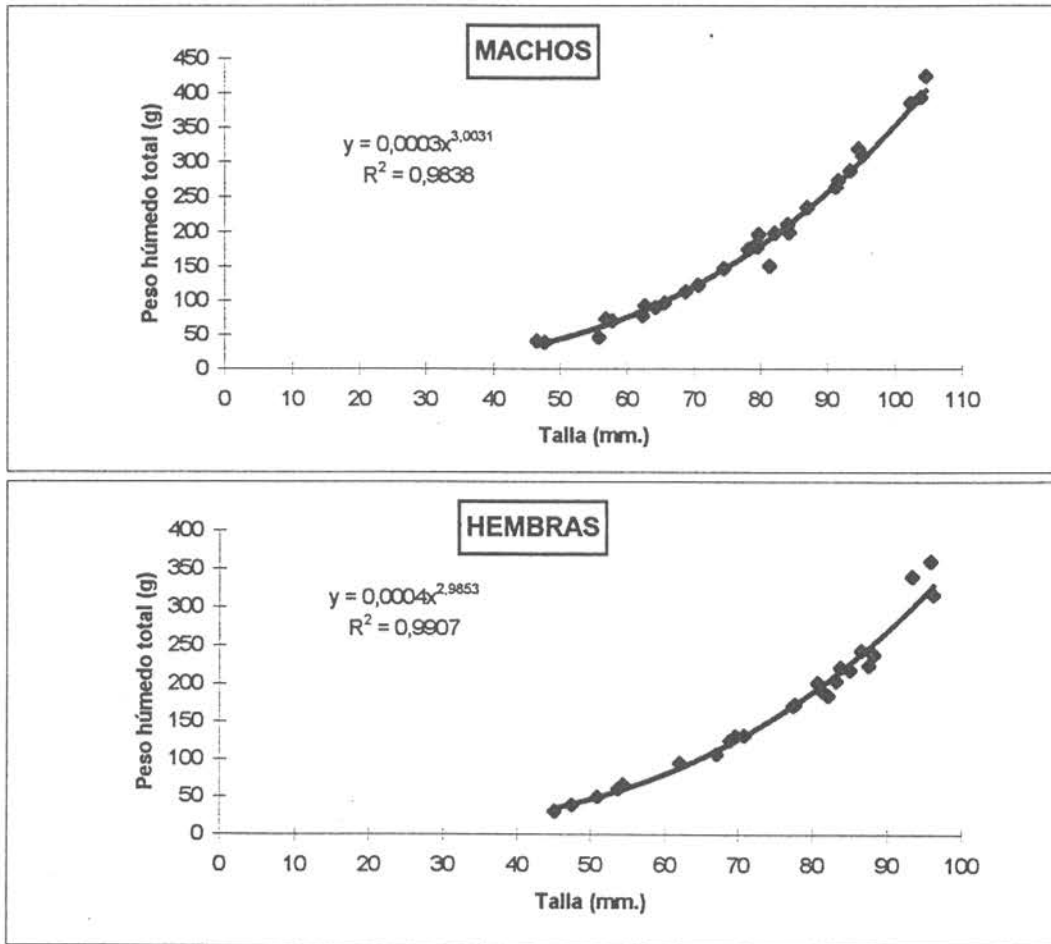 MACHOS
Peso húmedo total (g)
450
400
350
300
250
200
150
100
50
0
y = 0,0003x^3,0031
R² = 0,9838
0 10 20 30 40 50 60 70 80 90 100 110
Talla (mm.)
HEMBRAS
Peso húmedo total (g)
400
350
300
250
200
150
100
50
0
y = 0,0004x^2,9853
R² = 0,9907
0 10 20 30 40 50 60 70 80 90 100
Talla (mm.)